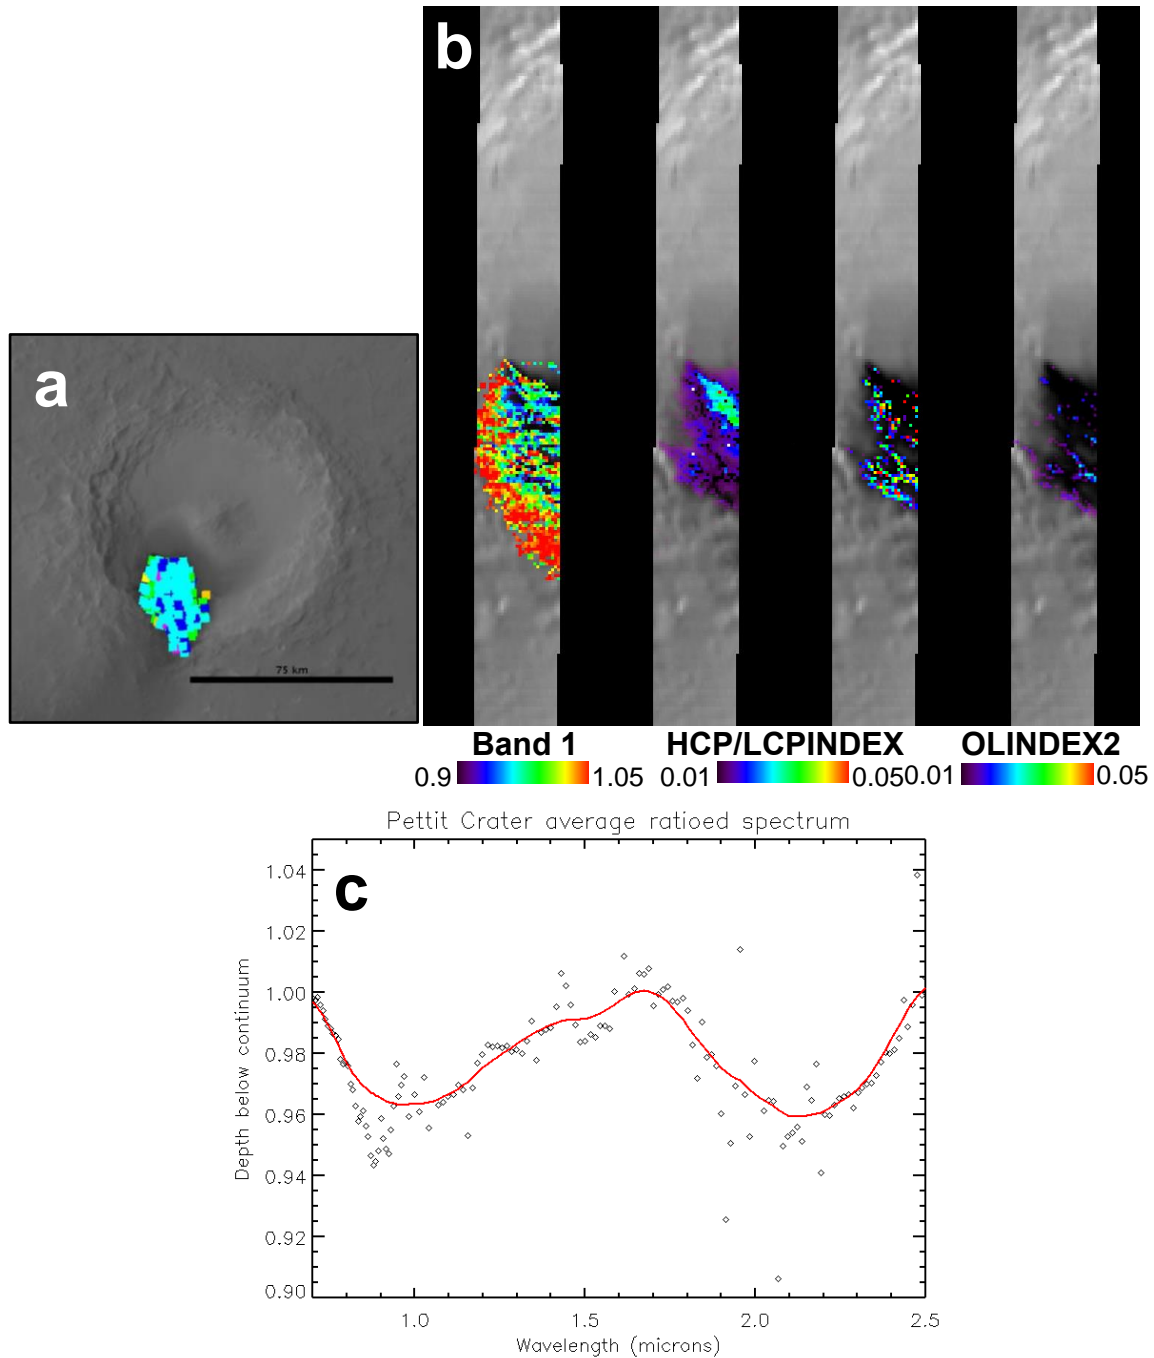 b
a
75 km
Band 1
HCP/LCPINDEX
OLINDEX2
0.9
1.05
0.01
0.05
0.01
0.05
Pettit Crater average ratioed spectrum
c
1.04
1.02
1.00
0.98
0.96
0.94
0.92
0.90
Depth below continuum
1.0
1.5
2.0
2.5
Wavelength (microns)